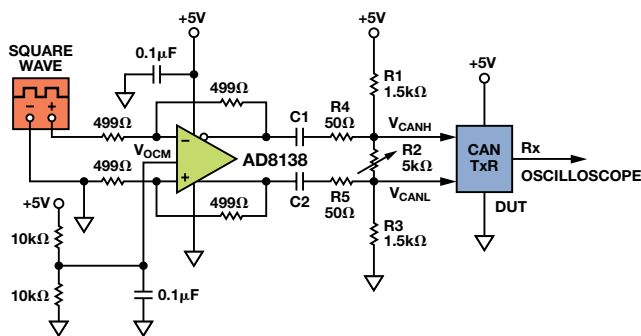 +5V
+5V
+5V
SQUARE
WAVE
0.1µF
R1
1.5kΩ
– +
499Ω
499Ω
C1
R4
50Ω
VCANH
–
VOCM
AD8138
R2
5kΩ
CAN
TxR
Rx
OSCILLOSCOPE
499Ω
+
VCANL
+5V
499Ω
C2
R5
50Ω
DUT
R3
1.5kΩ
10kΩ
10kΩ
0.1µF